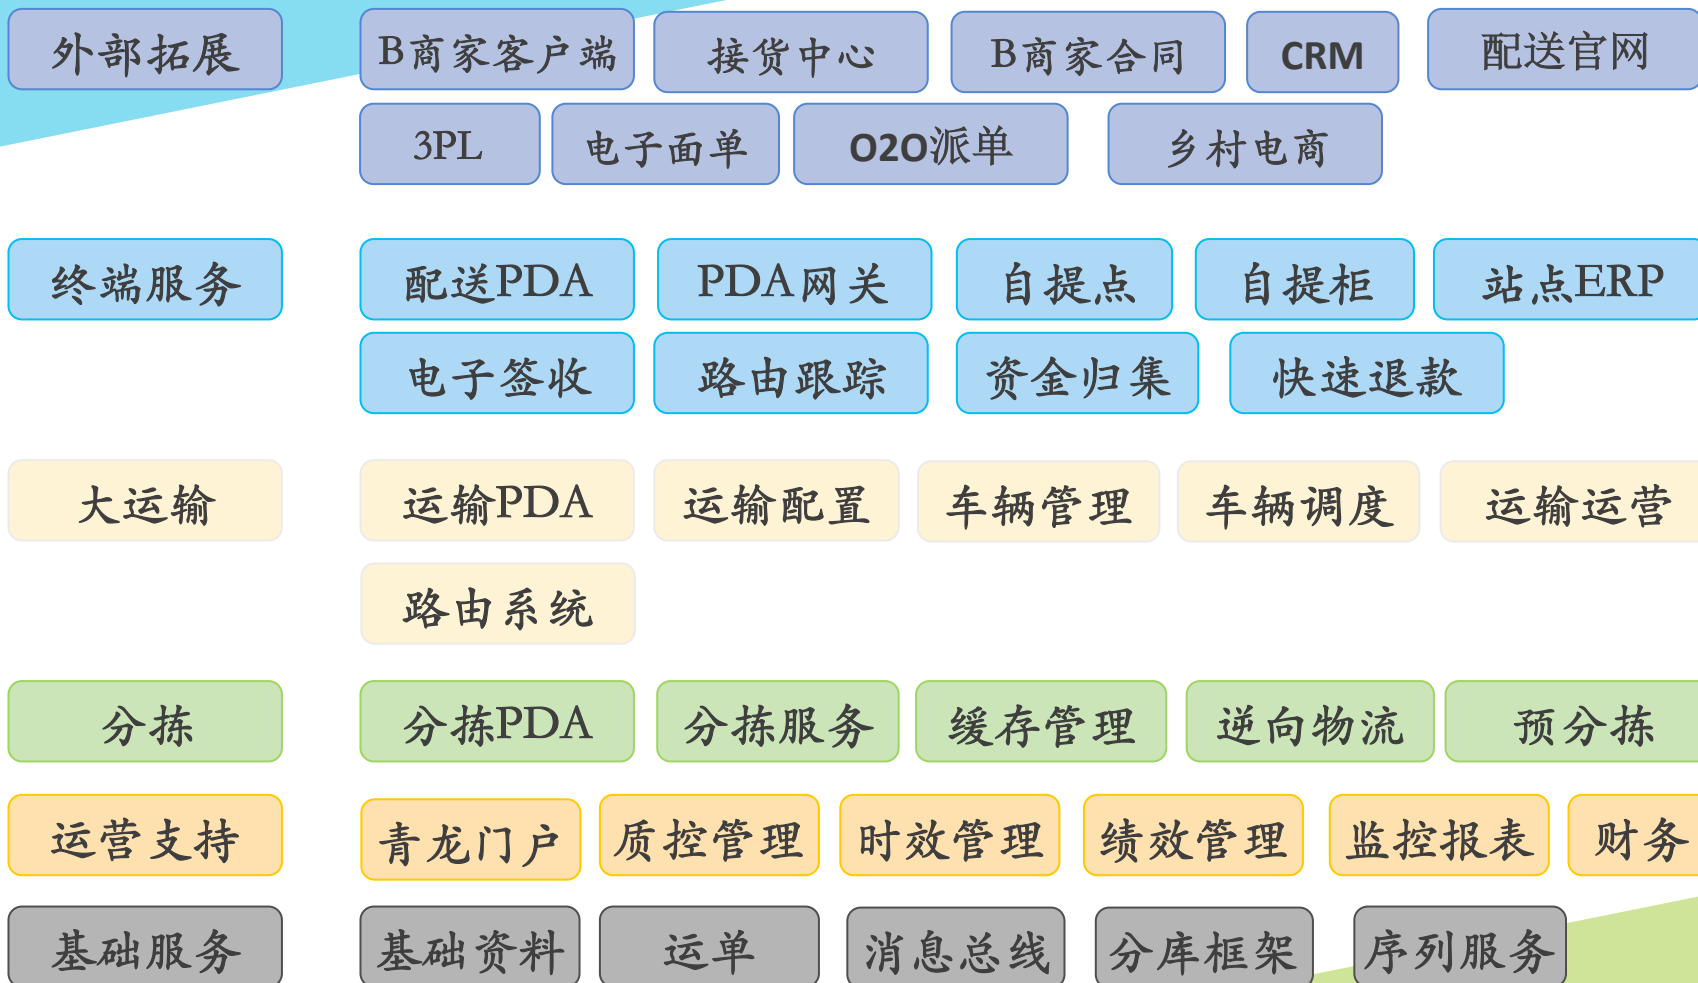 外部拓展 B商家客户端 接货中心 B商家合同 CRM 配送官网
3PL 电子面单 O2O派单 乡村电商
终端服务 配送PDA PDA网关 自提点 自提柜 站点ERP
电子签收 路由跟踪 资金归集 快速退款
大运输 运输PDA 运输配置 车辆管理 车辆调度 运输运营
路由系统
分拣 分拣PDA 分拣服务 缓存管理 逆向物流 预分拣
运营支持 青龙门户 质控管理 时效管理 绩效管理 监控报表 财务
基础服务 基础资料 运单 消息总线 分库框架 序列服务